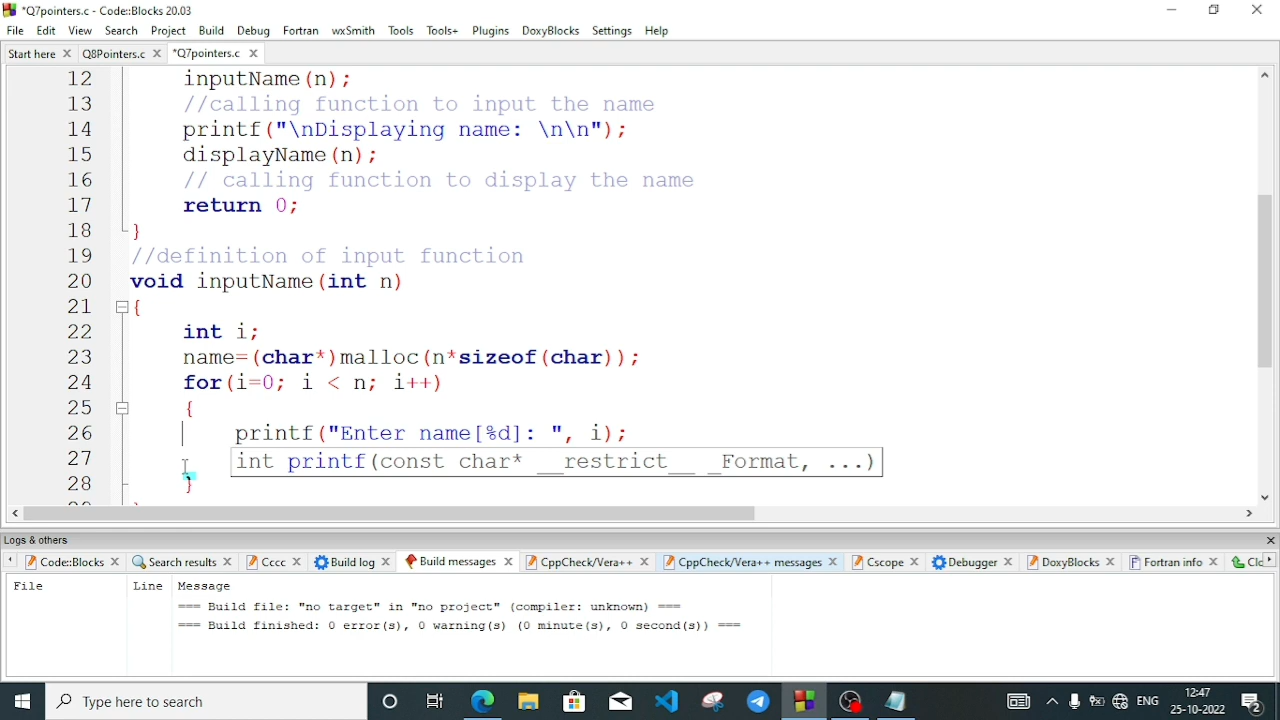 *Q7pointers.c - Code::Blocks 20.03
File Edit View Search Project Build Debug Fortran wxSmith Tools Tools+ Plugins DoxyBlocks Settings Help
Start here Q8Pointers.c *Q7pointers.c
12 inputName(n);
13 //calling function to input the name
14 printf("\nDisplaying name: \n\n");
15 displayName(n);
16 // calling function to display the name
17 return 0;
18 }
19 //definition of input function
20 void inputName(int n)
21 {
22 int i;
23 name=(char*)malloc(n*sizeof(char));
24 for(i=0; i < n; i++)
25 {
26 printf("Enter name[%d]: ", i);
27 int printf(const char* __restrict__ _Format, ...)
28 }
Logs & others
Code::Blocks Search results Cccc Build log Build messages CppCheck/Vera++ CppCheck/Vera++ messages Cscope Debugger DoxyBlocks Fortran info
File Line Message
=== Build file: "no target" in "no project" (compiler: unknown) ===
=== Build finished: 0 error(s), 0 warning(s) (0 minute(s), 0 second(s)) ===
Type here to search ENG 12:47
25-10-2022 2